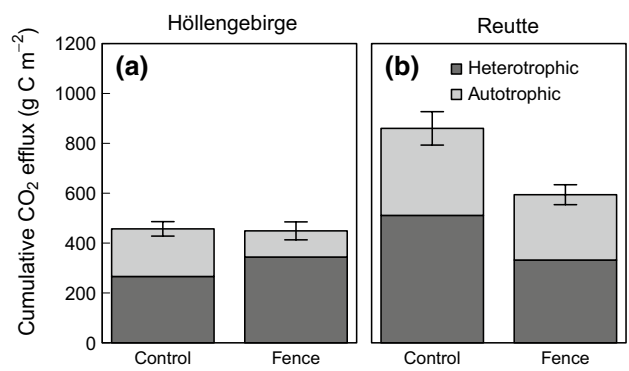 Höllengebirge
Reutte
Cumulative CO₂ efflux (g C m⁻²)
1200
1000
800
600
400
200
0
(a)
(b)
Heterotrophic
Autotrophic
Control
Fence
Control
Fence